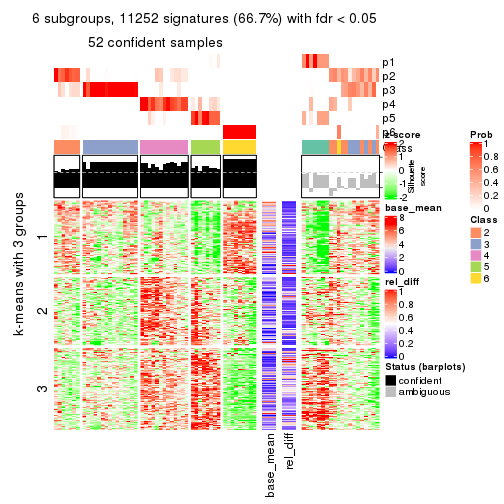 6 subgroups, 11252 signatures (66.7%) with fdr < 0.05
52 confident samples
p1
p2
p3
p4
p5
p6
Class
k-means with 3 groups
1
2
3
base_mean
rel_diff
Silhouette
score
z-score
2
1
0
-1
-2
base_mean
8
6
4
2
0
rel_diff
1
0.8
0.6
0.4
0.2
0
Status (barplots)
confident
ambiguous
Prob
1
0.8
0.6
0.4
0.2
0
Class
2
3
4
5
6